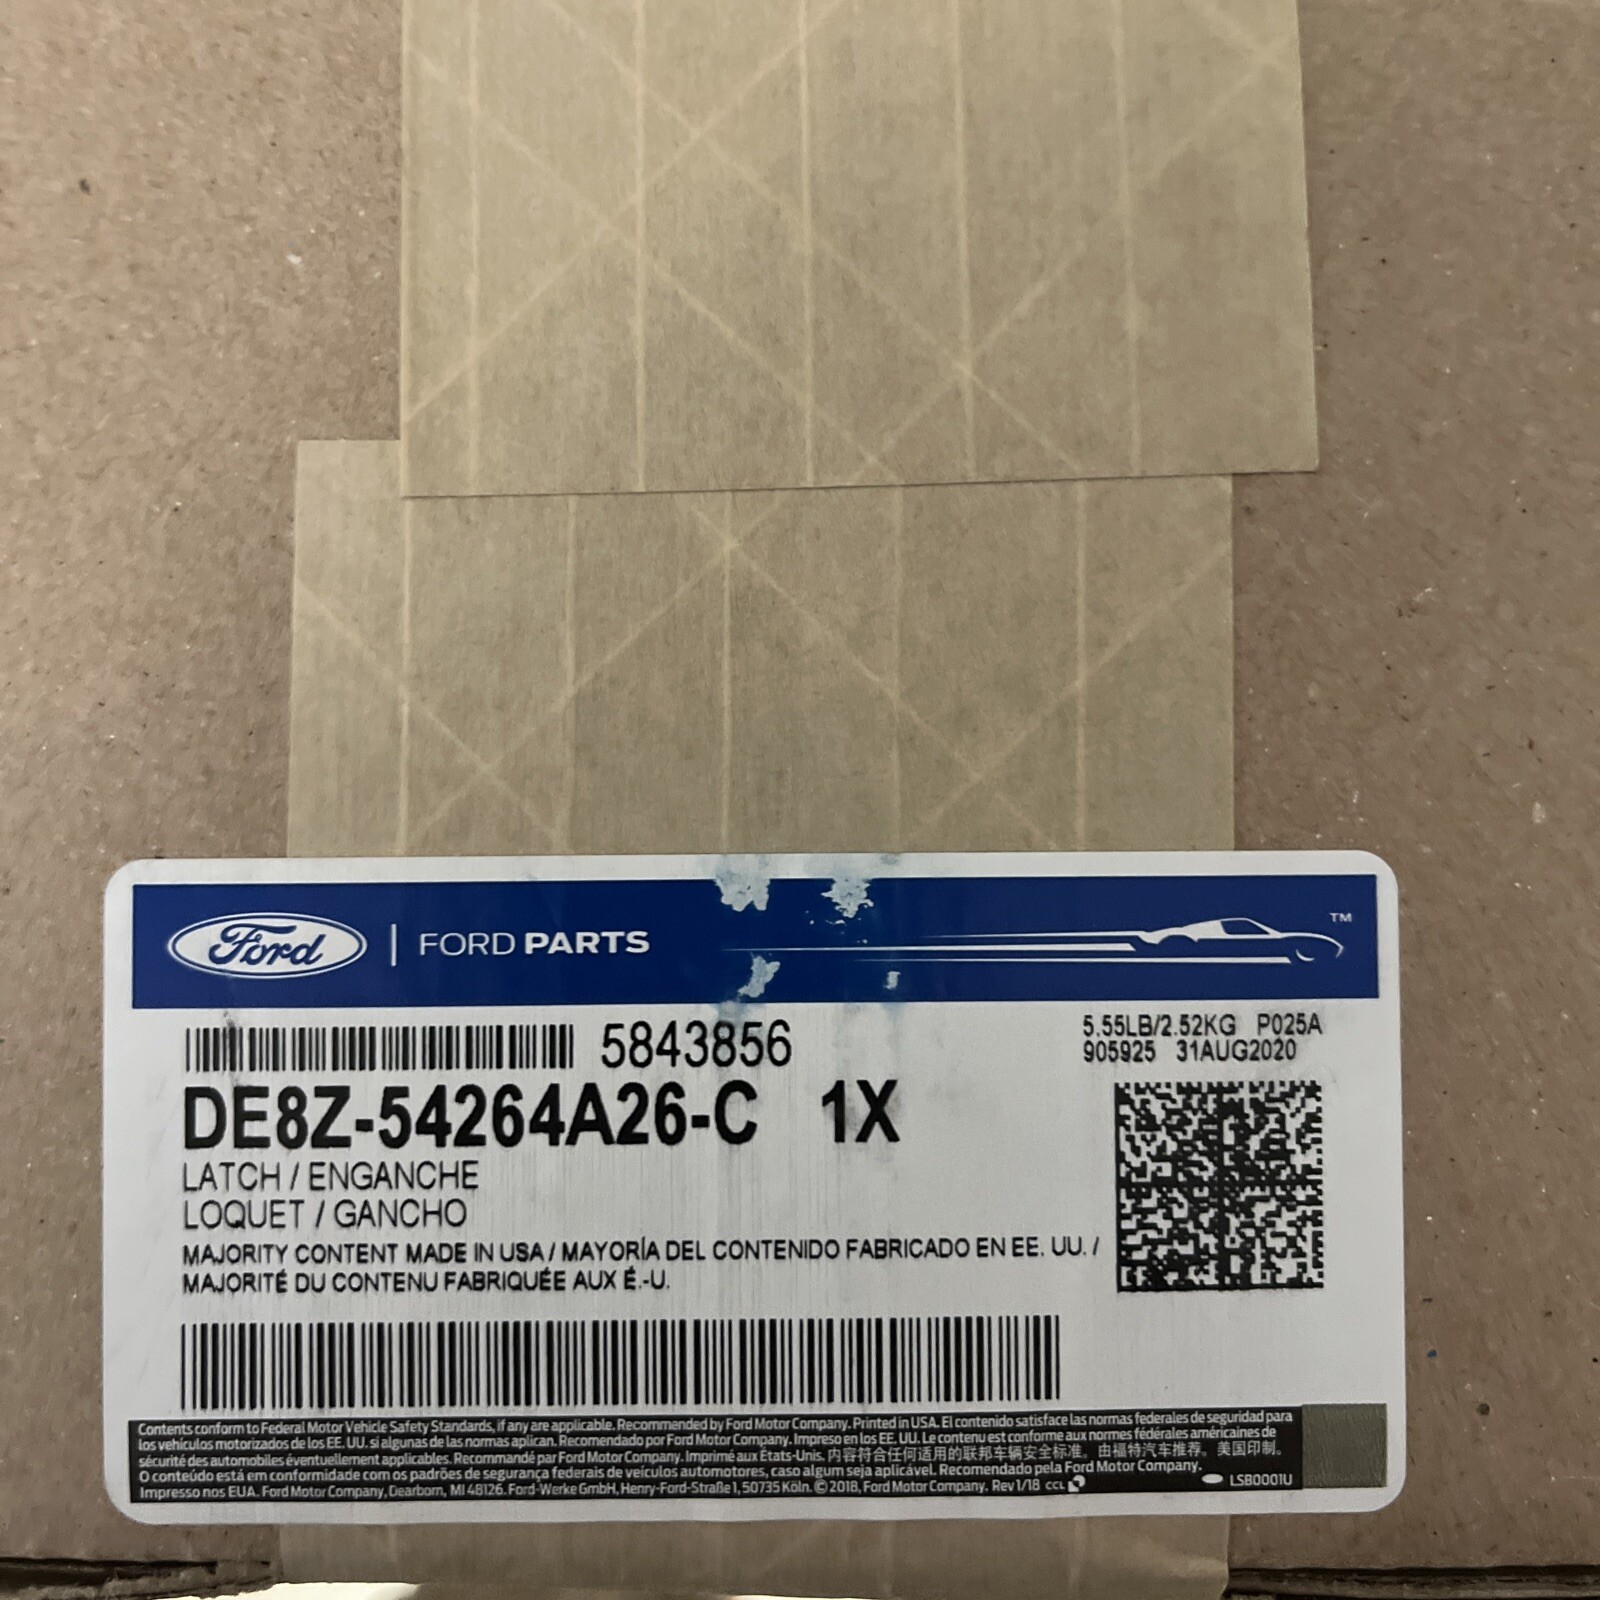 Ford | FORD PARTS ™
5843856
5.55LB/2.52KG P025A
905925 31AUG2020
DE8Z-54264A26-C 1X
LATCH / ENGANCHE
LOQUET / GANCHO
MAJORITY CONTENT MADE IN USA / MAYORÍA DEL CONTENIDO FABRICADO EN EE. UU. /
MAJORITÉ DU CONTENU FABRIQUÉE AUX É.-U.
Contents conform to Federal Motor Vehicle Safety Standards, if any are applicable. Recommended by Ford Motor Company. Printed in USA. El contenido satisface las normas federales de seguridad para
los vehículos motorizados de los EE. UU. si algunas de las normas aplican. Recomendado por Ford Motor Company. Impreso en los EE. UU. Le contenu est conforme aux normes fédérales américaines de
sécurité des automobiles éventuellement applicables. Recommandé par Ford Motor Company. Imprimé aux États-Unis. 内容符合任何适用的联邦车辆安全标准。由福特汽车推荐。美国印制。
O conteúdo está em conformidade com os padrões de segurança federais de veículos automotores, caso algum seja aplicável. Recomendado pela Ford Motor Company.
Impresso nos EUA. Ford Motor Company, Dearborn, MI 48126. Ford-Werke GmbH, Henry-Ford-Straße 1, 50735 Köln. © 2018, Ford Motor Company. Rev 1/18 CCL LSB0001U